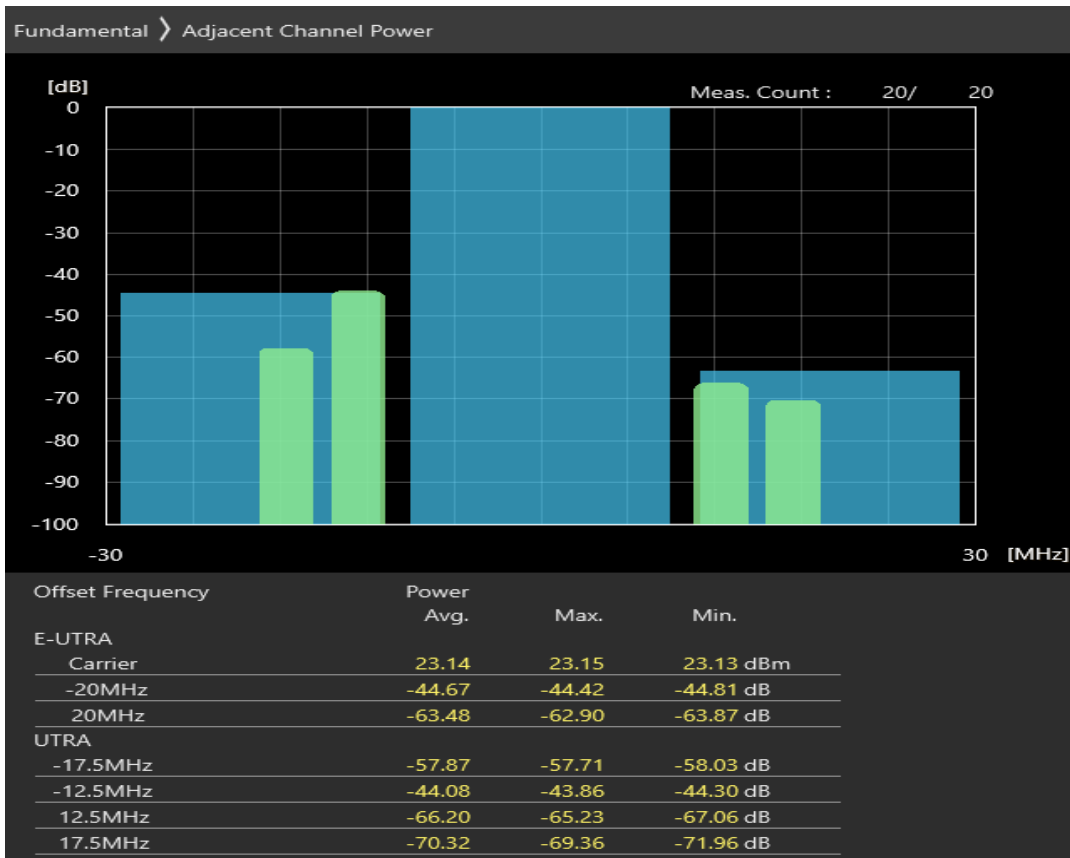 Fundamental 〉 Adjacent Channel Power
[dB]
Meas. Count : 20/ 20
0
-10
-20
-30
-40
-50
-60
-70
-80
-90
-100
-30 30 [MHz]
Offset Frequency Power
Avg. Max. Min.
E-UTRA
Carrier 23.14 23.15 23.13 dBm
-20MHz -44.67 -44.42 -44.81 dB
20MHz -63.48 -62.90 -63.87 dB
UTRA
-17.5MHz -57.87 -57.71 -58.03 dB
-12.5MHz -44.08 -43.86 -44.30 dB
12.5MHz -66.20 -65.23 -67.06 dB
17.5MHz -70.32 -69.36 -71.96 dB